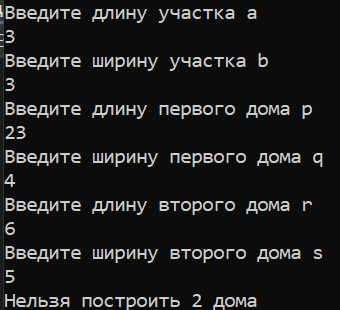 Введите длину участка a
3
Введите ширину участка b
3
Введите длину первого дома p
23
Введите ширину первого дома q
4
Введите длину второго дома r
6
Введите ширину второго дома s
5
Нельзя построить 2 дома